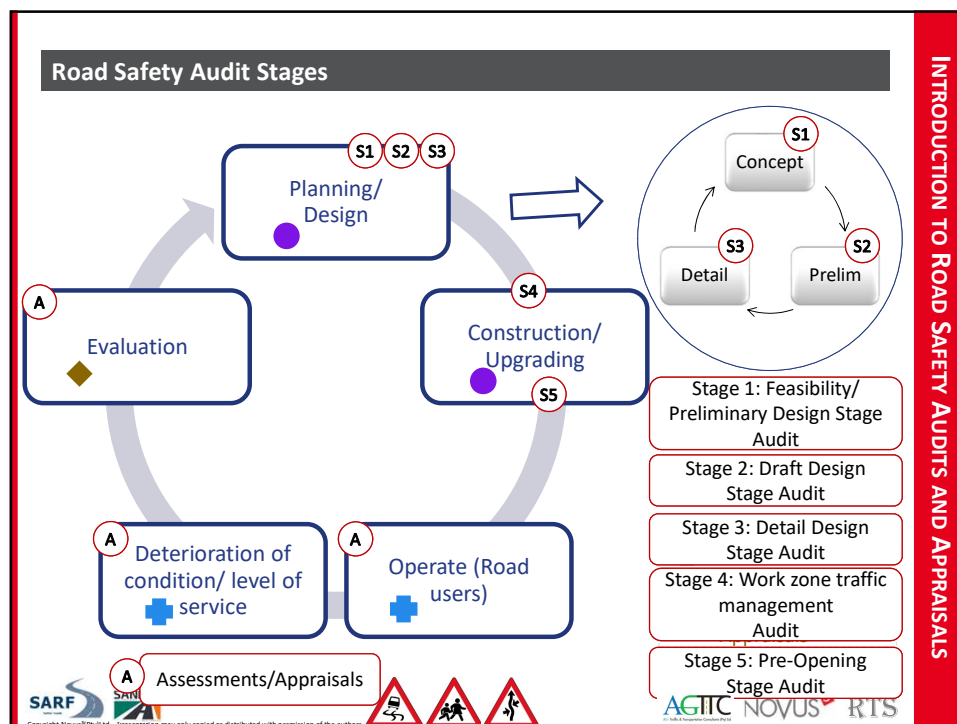 Road Safety Audit Stages
INTRODUCTION TO ROAD SAFETY AUDITS AND APPRAISALS
S1 S2 S3
Planning/
Design
S1
Concept
S3
Detail
S2
Prelim
A
Evaluation
S4
Construction/
Upgrading
S5
A
Deterioration of
condition/ level of
service
A
Operate (Road
users)
Stage 1: Feasibility/
Preliminary Design Stage
Audit
Stage 2: Draft Design
Stage Audit
Stage 3: Detail Design
Stage Audit
Stage 4: Work zone traffic
management
Audit
Stage 5: Pre-Opening
Stage Audit
A
Assessments/Appraisals
SARF
AGITC NOVUS RTS